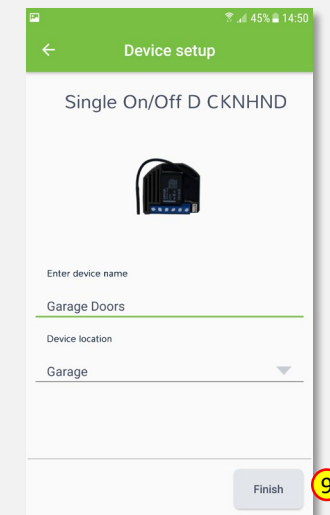 45% 14:50
Device setup
Single On/Off D CKNHND
Enter device name
Garage Doors
Device location
Garage
Finish
9